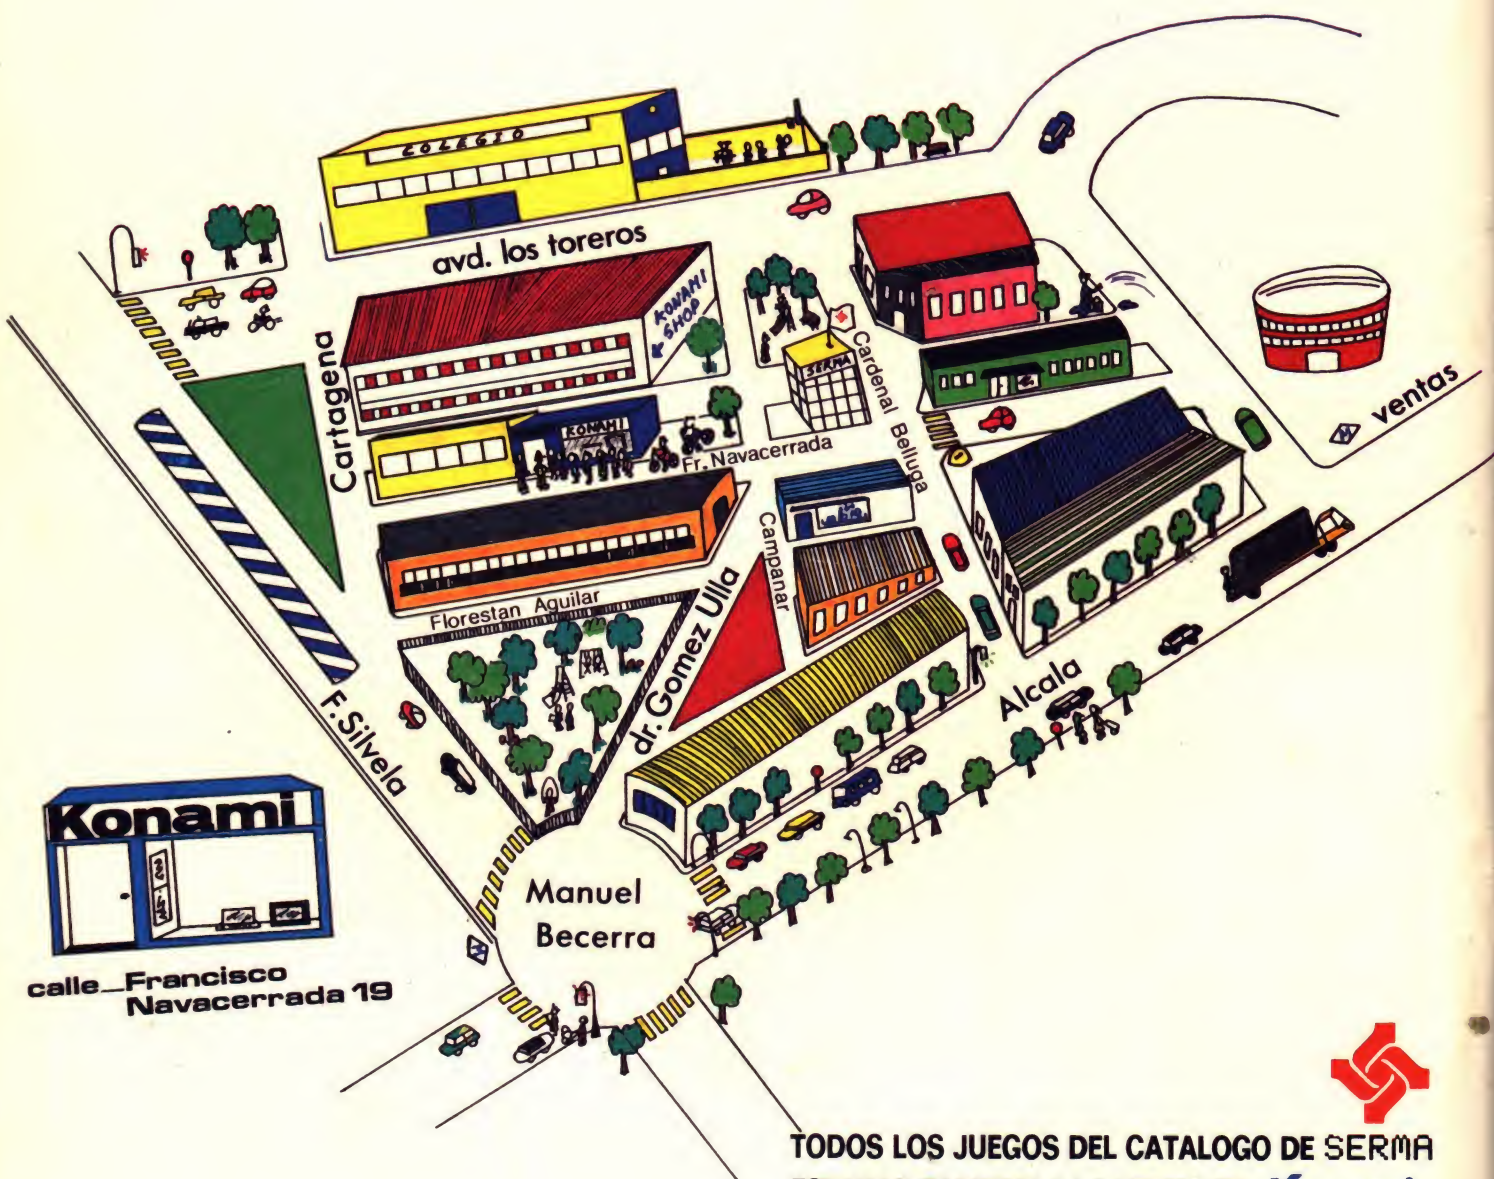 COLEGIO
avd. los toreros
KONAMI
SHOP
Cartagena
SERMA
Cardenal Belluga
ventas
KONAMI
Fr. Navacerrada
Campanar
Florestan Aguilar
dr. Gomez Ulla
F. Silvela
Alcala
Konami
Manuel
Becerra
calle_Francisco
Navacerrada 19
TODOS LOS JUEGOS DEL CATALOGO DE SERMA